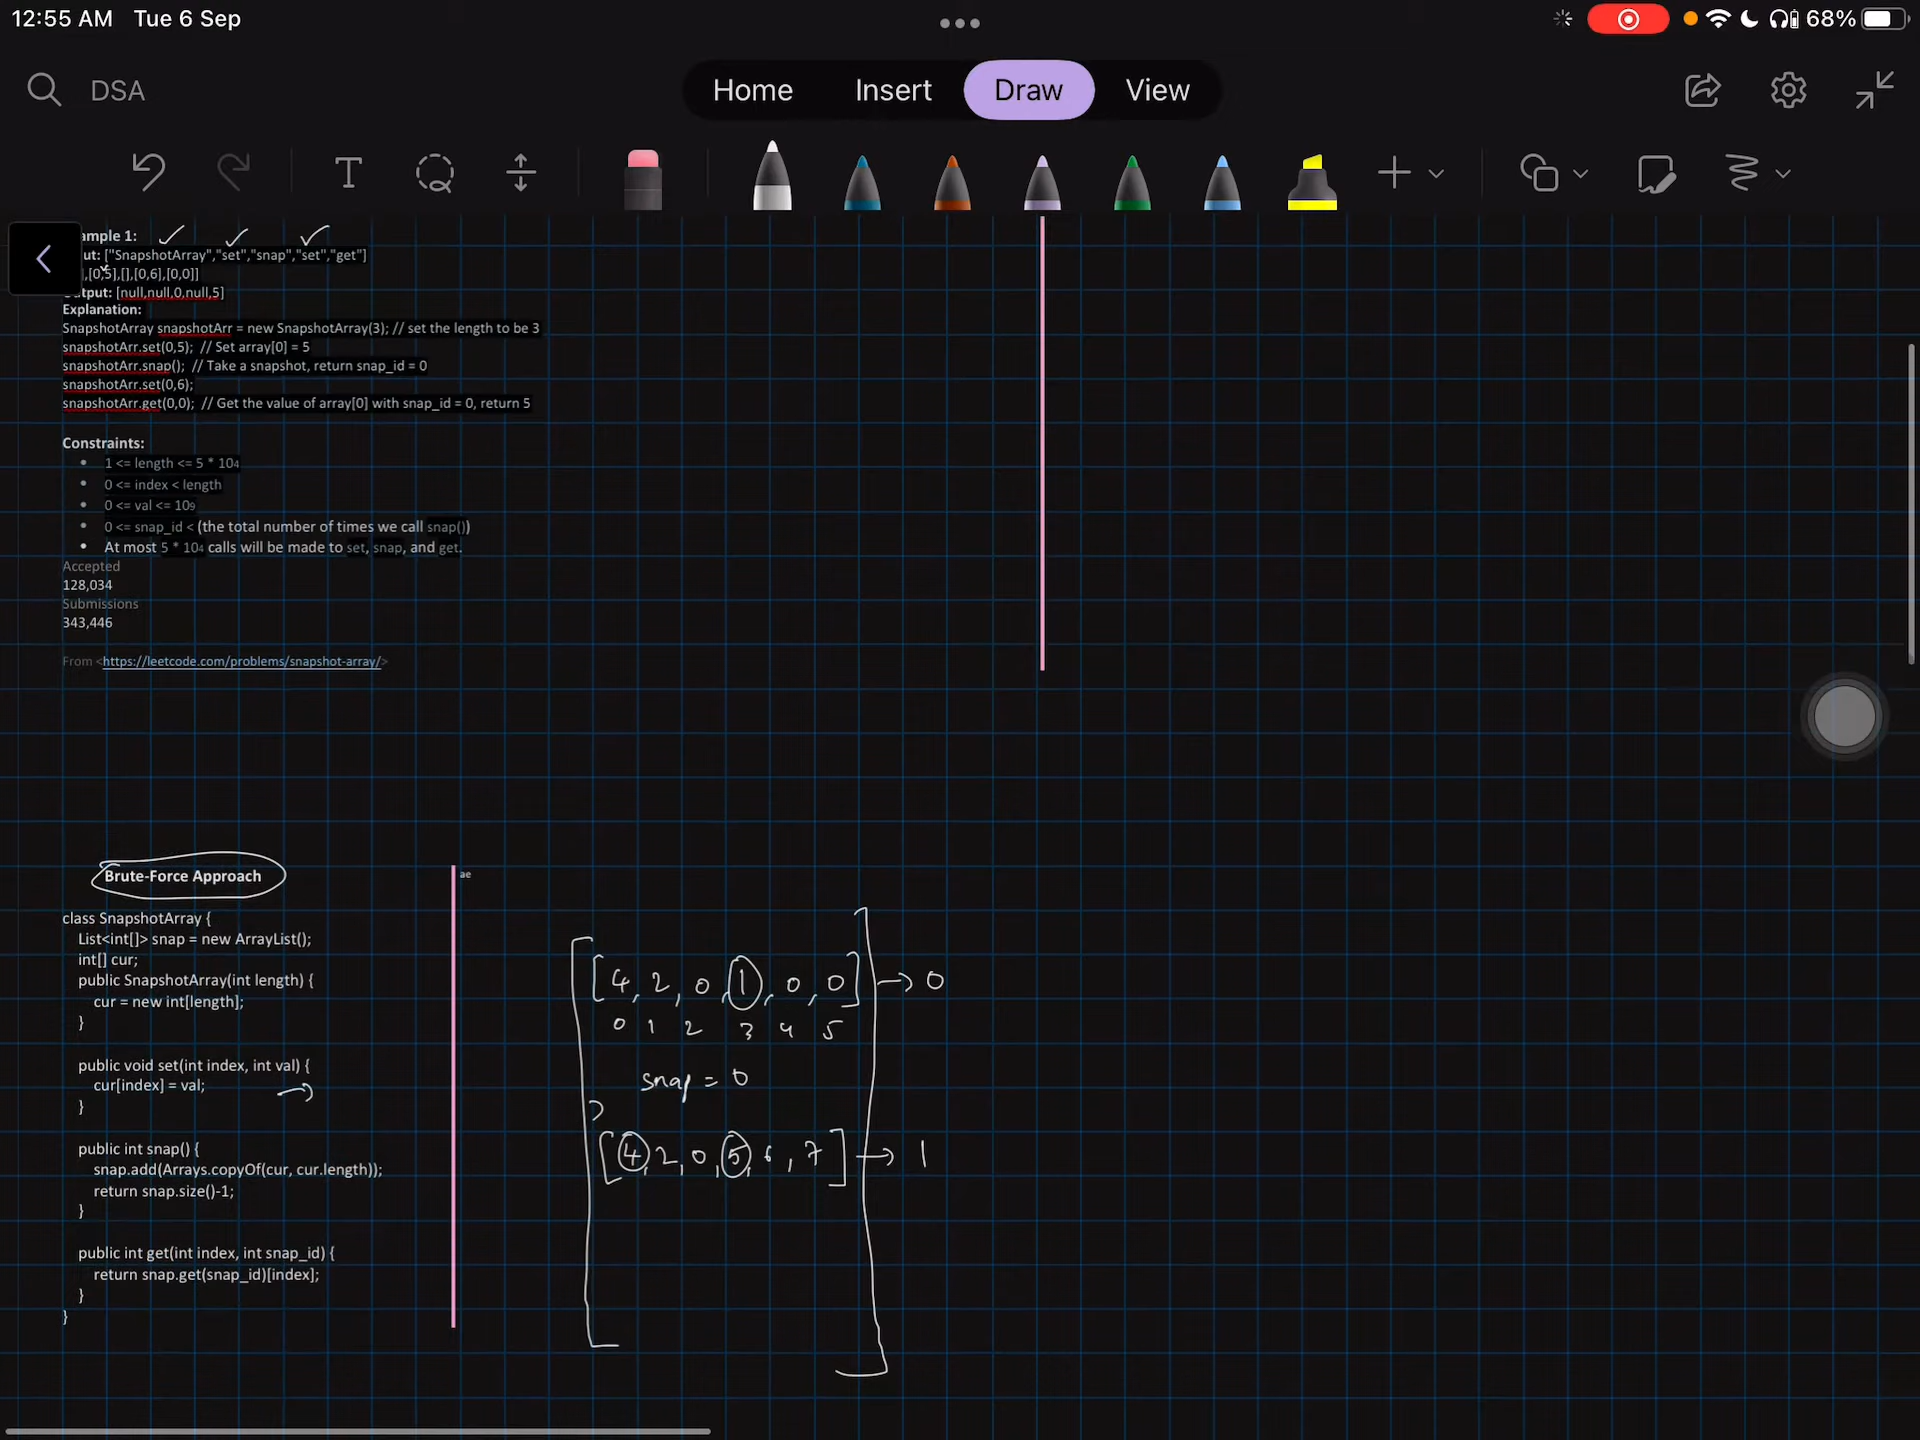 12:55 AM Tue 6 Sep
68%
DSA
Home Insert Draw View
T
ample 1:
ut: ["SnapshotArray","set","snap","set","get"]
],[0,5],[],[0,6],[0,0]]
utput: [null,null,0,null,5]
Explanation:
SnapshotArray snapshotArr = new SnapshotArray(3); // set the length to be 3
snapshotArr.set(0,5); // Set array[0] = 5
snapshotArr.snap(); // Take a snapshot, return snap_id = 0
snapshotArr.set(0,6);
snapshotArr.get(0,0); // Get the value of array[0] with snap_id = 0, return 5
Constraints:
• 1 <= length <= 5 * 104
• 0 <= index < length
• 0 <= val <= 109
• 0 <= snap_id < (the total number of times we call snap())
• At most 5 * 104 calls will be made to set, snap, and get.
Accepted
128,034
Submissions
343,446
From <https://leetcode.com/problems/snapshot-array/>
Brute-Force Approach
class SnapshotArray {
List<int[]> snap = new ArrayList();
int[] cur;
public SnapshotArray(int length) {
cur = new int[length];
}
public void set(int index, int val) {
cur[index] = val;
}
public int snap() {
snap.add(Arrays.copyOf(cur, cur.length));
return snap.size()-1;
}
public int get(int index, int snap_id) {
return snap.get(snap_id)[index];
}
}
ae
[4, 2, 0, 1, 0, 0] → 0
0 1 2 3 4 5
snap = 0
,
[4, 2, 0, 5, 6, 7] → 1